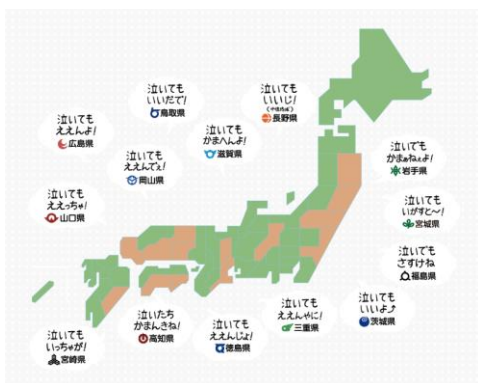 泣いても
いいだで!
鳥取県
泣いても
いいじ!
(やまほめ)
長野県
泣いても
ええんよ!
広島県
泣いても
かまへんよ!
滋賀県
泣いても
ええんでぇ!
岡山県
泣いでも
かまぁねぇよ!
岩手県
泣いても
ええっちゃ!
山口県
泣いても
いがすと〜!
宮城県
泣いでも
さすけね
福島県
泣いても
いいよ⤴
茨城県
泣いても
ええんやに!
三重県
泣いたち
かまんきね!
高知県
泣いても
ええんじょ!
徳島県
泣いても
いっちゃが!
宮崎県